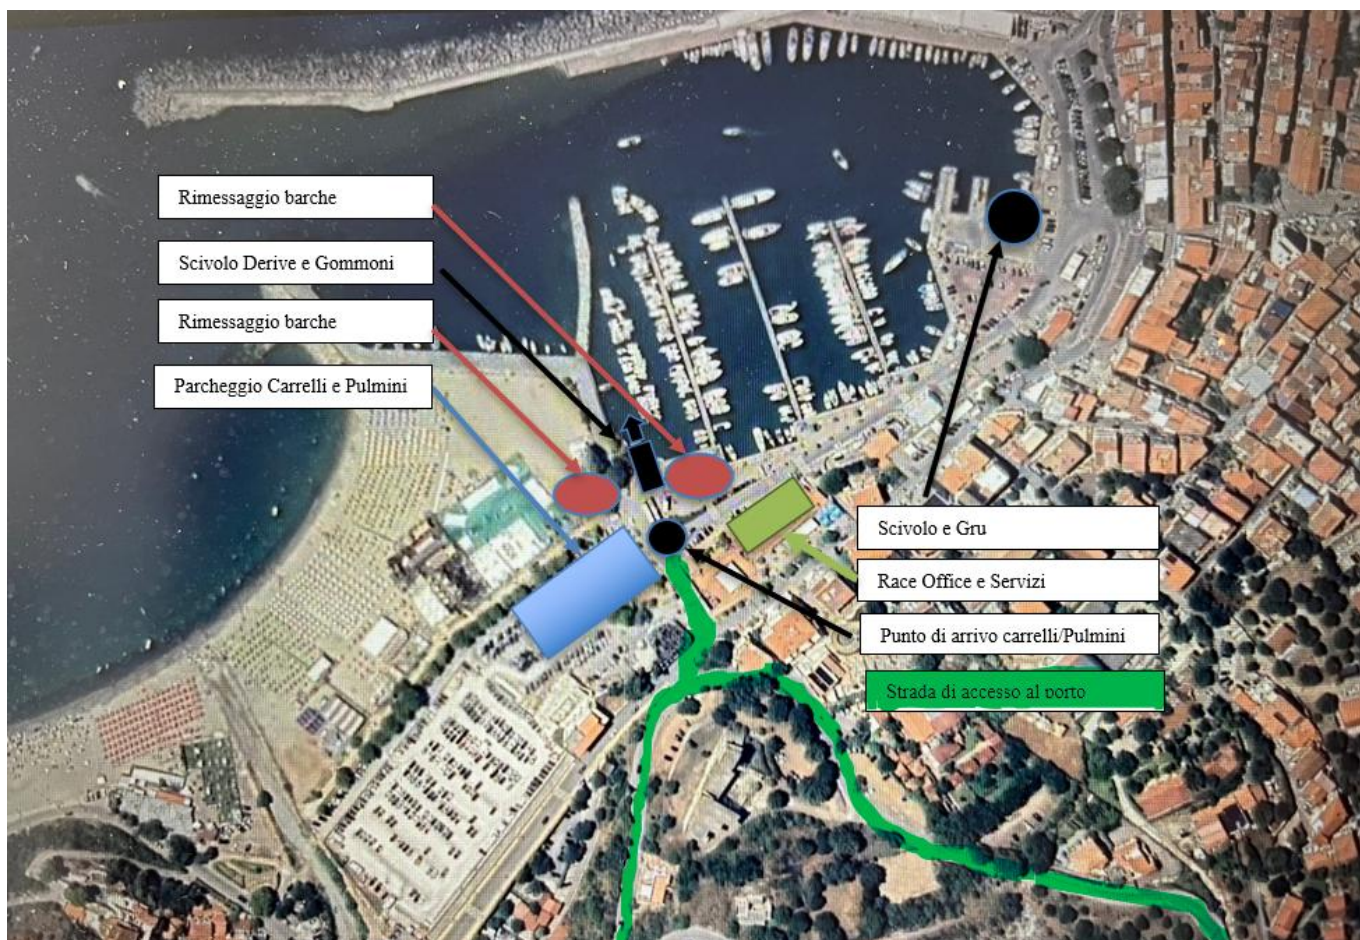 Rimessaggio barche
Scivolo Derive e Gommoni
Rimessaggio barche
Parcheggio Carrelli e Pulmini
Scivolo e Gru
Race Office e Servizi
Punto di arrivo carrelli/Pulmini
Strada di accesso al porto